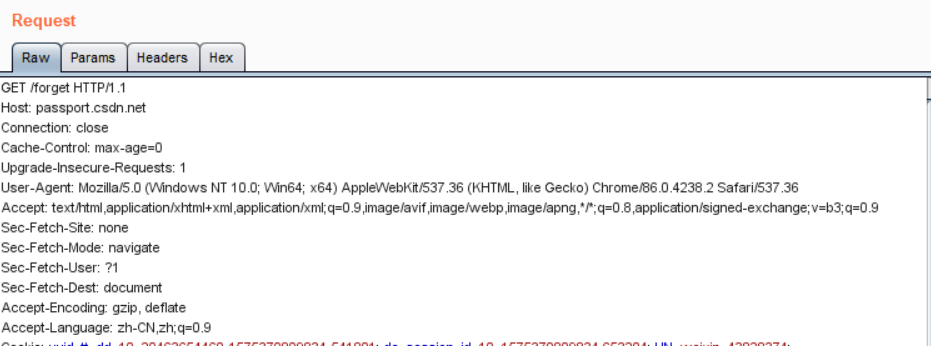 Request
Raw Params Headers Hex
GET /forget HTTP/1.1
Host: passport.csdn.net
Connection: close
Cache-Control: max-age=0
Upgrade-Insecure-Requests: 1
User-Agent: Mozilla/5.0 (Windows NT 10.0; Win64; x64) AppleWebKit/537.36 (KHTML, like Gecko) Chrome/86.0.4238.2 Safari/537.36
Accept: text/html,application/xhtml+xml,application/xml;q=0.9,image/avif,image/webp,image/apng,*/*;q=0.8,application/signed-exchange;v=b3;q=0.9
Sec-Fetch-Site: none
Sec-Fetch-Mode: navigate
Sec-Fetch-User: ?1
Sec-Fetch-Dest: document
Accept-Encoding: gzip, deflate
Accept-Language: zh-CN,zh;q=0.9